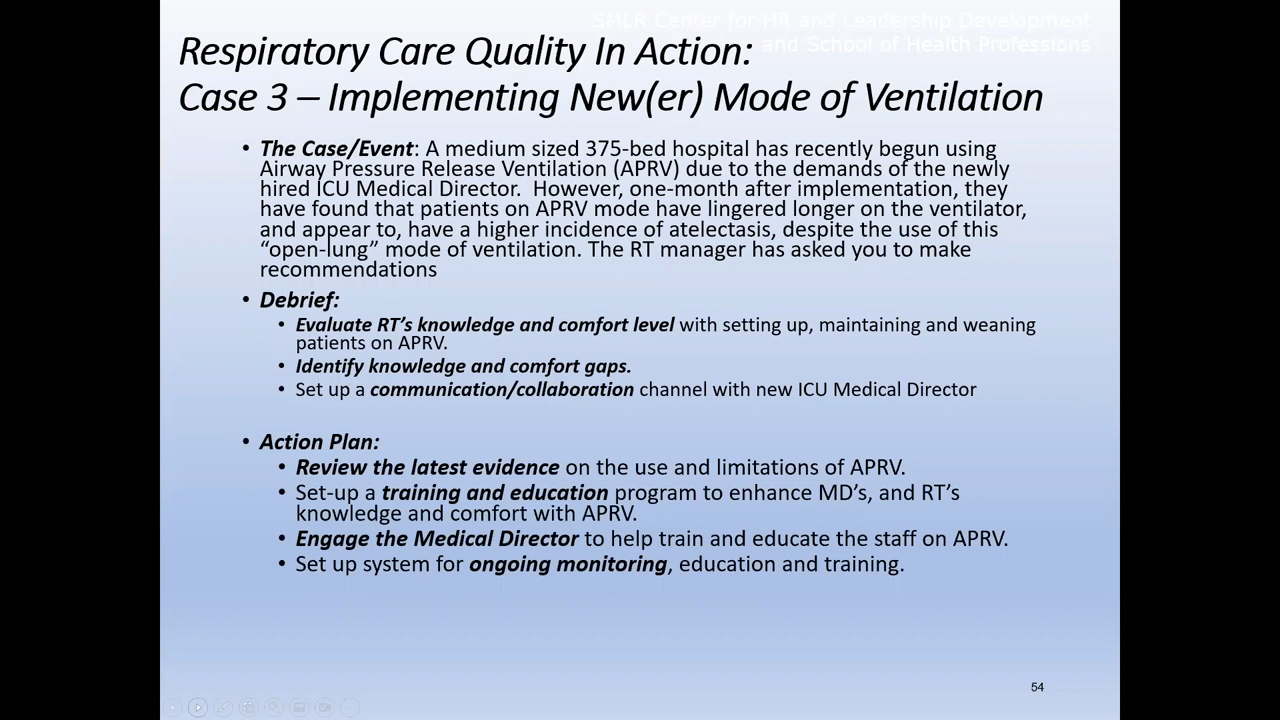 SMLR Center for HR and Leadership Development
and School of Health Professions
Respiratory Care Quality In Action:
Case 3 – Implementing New(er) Mode of Ventilation
• The Case/Event: A medium sized 375-bed hospital has recently begun using
Airway Pressure Release Ventilation (APRV) due to the demands of the newly
hired ICU Medical Director.  However, one-month after implementation, they
have found that patients on APRV mode have lingered longer on the ventilator,
and appear to, have a higher incidence of atelectasis, despite the use of this
“open-lung” mode of ventilation. The RT manager has asked you to make
recommendations
• Debrief:
• Evaluate RT’s knowledge and comfort level with setting up, maintaining and weaning
patients on APRV.
• Identify knowledge and comfort gaps.
• Set up a communication/collaboration channel with new ICU Medical Director
• Action Plan:
• Review the latest evidence on the use and limitations of APRV.
• Set-up a training and education program to enhance MD’s, and RT’s
knowledge and comfort with APRV.
• Engage the Medical Director to help train and educate the staff on APRV.
• Set up system for ongoing monitoring, education and training.
54